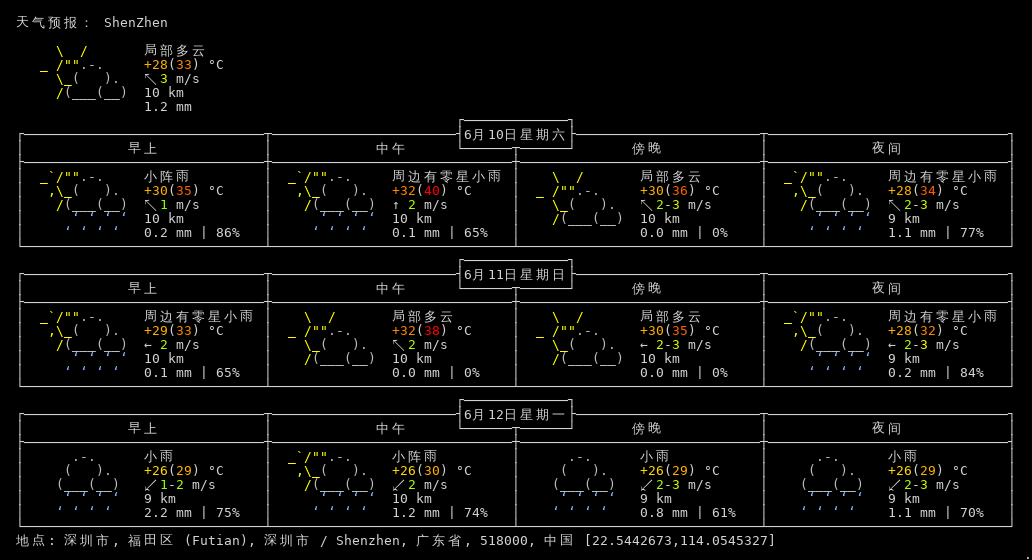 天气预报： ShenZhen
局部多云
+28(33) °C
↖3 m/s
10 km
1.2 mm
6月10日星期六
早上 中午 傍晚 夜间
小阵雨 周边有零星小雨 局部多云 周边有零星小雨
+30(35) °C +32(40) °C +30(36) °C +28(34) °C
↖1 m/s ↑ 2 m/s ↖2-3 m/s ↖2-3 m/s
10 km 10 km 10 km 9 km
0.2 mm | 86% 0.1 mm | 65% 0.0 mm | 0% 1.1 mm | 77%
6月11日星期日
早上 中午 傍晚 夜间
周边有零星小雨 局部多云 局部多云 周边有零星小雨
+29(33) °C +32(38) °C +30(35) °C +28(32) °C
← 2 m/s ↖2 m/s ← 2-3 m/s ← 2-3 m/s
10 km 10 km 10 km 9 km
0.1 mm | 65% 0.0 mm | 0% 0.0 mm | 0% 0.2 mm | 84%
6月12日星期一
早上 中午 傍晚 夜间
小雨 小阵雨 小雨 小雨
+26(29) °C +26(30) °C +26(29) °C +26(29) °C
↙1-2 m/s ↙2 m/s ↙2-3 m/s ↙2-3 m/s
9 km 10 km 9 km 9 km
2.2 mm | 75% 1.2 mm | 74% 0.8 mm | 61% 1.1 mm | 70%
地点: 深圳市, 福田区 (Futian), 深圳市 / Shenzhen, 广东省, 518000, 中国 [22.5442673,114.0545327]